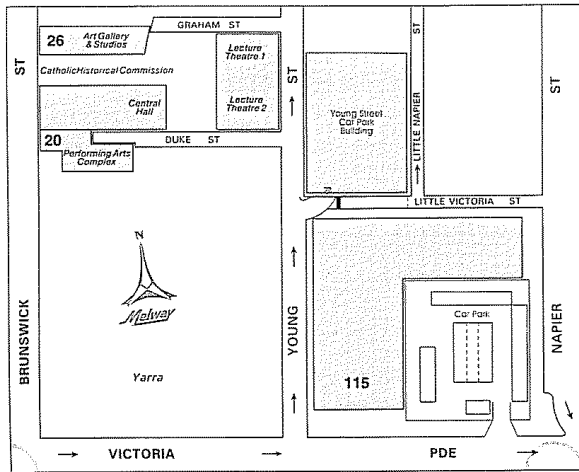 GRAHAM ST
26
Art Gallery
& Studios
Lecture
Theatre 1
ST
ST
ST
ST
Catholic Historical Commission
Central
Hall
Lecture
Theatre 2
Young Street
Car Park
Building
LITTLE NAPIER
20
DUKE ST
Performing Arts
Complex
LITTLE VICTORIA ST
N
Melway
Car Park
BRUNSWICK
YOUNG
NAPIER
Yarra
115
VICTORIA PDE